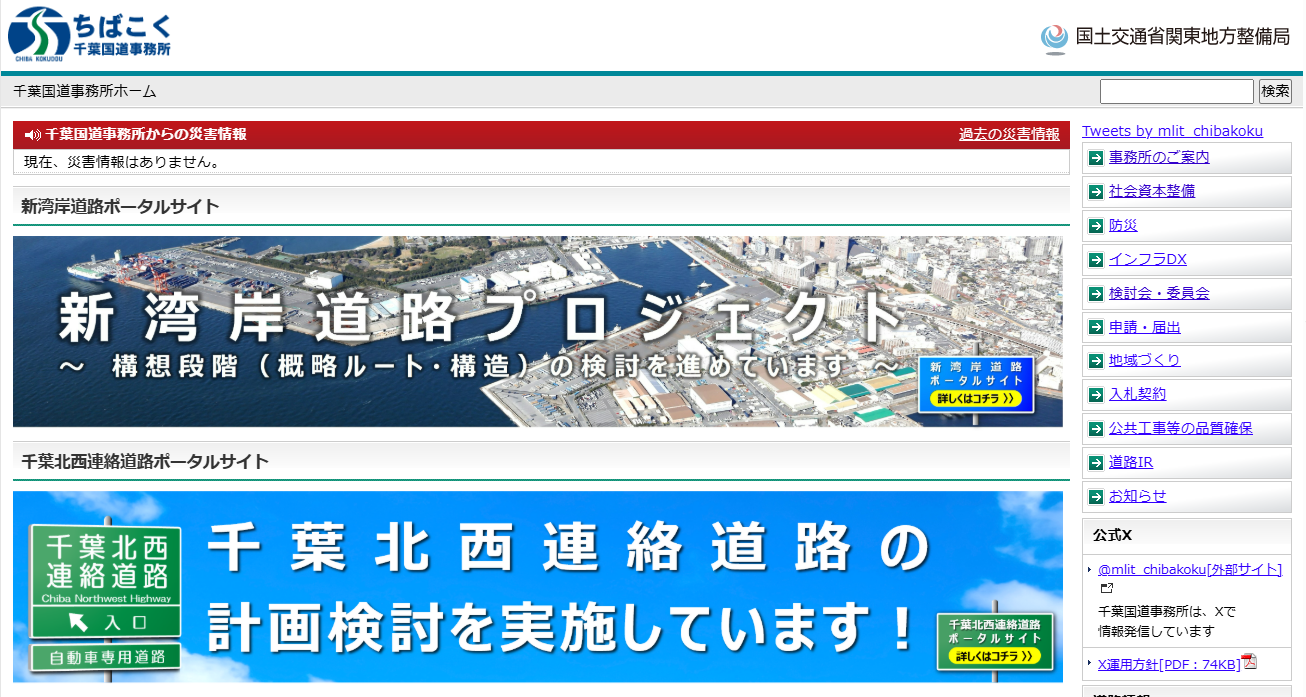 ちばこく
千葉国道事務所
CHIBA KOKUDOU
国土交通省関東地方整備局
千葉国道事務所ホーム
検索
千葉国道事務所からの災害情報
過去の災害情報
現在、災害情報はありません。
新湾岸道路ポータルサイト
新湾岸道路プロジェクト
～ 構想段階（概略ルート・構造）の検討を進めています ～
新湾岸道路
ポータルサイト
詳しくはコチラ 》
千葉北西連絡道路ポータルサイト
千葉北西
連絡道路
Chiba Northwest Highway
入口
自動車専用道路
千葉北西連絡道路の
計画検討を実施しています！
千葉北西連絡道路
ポータルサイト
詳しくはコチラ 》
Tweets by mlit_chibakoku
事務所のご案内
社会資本整備
防災
インフラDX
検討会・委員会
申請・届出
地域づくり
入札契約
公共工事等の品質確保
道路IR
お知らせ
公式X
@mlit_chibakoku[外部サイト]
千葉国道事務所は、Xで
情報発信しています
X運用方針[PDF：74KB]